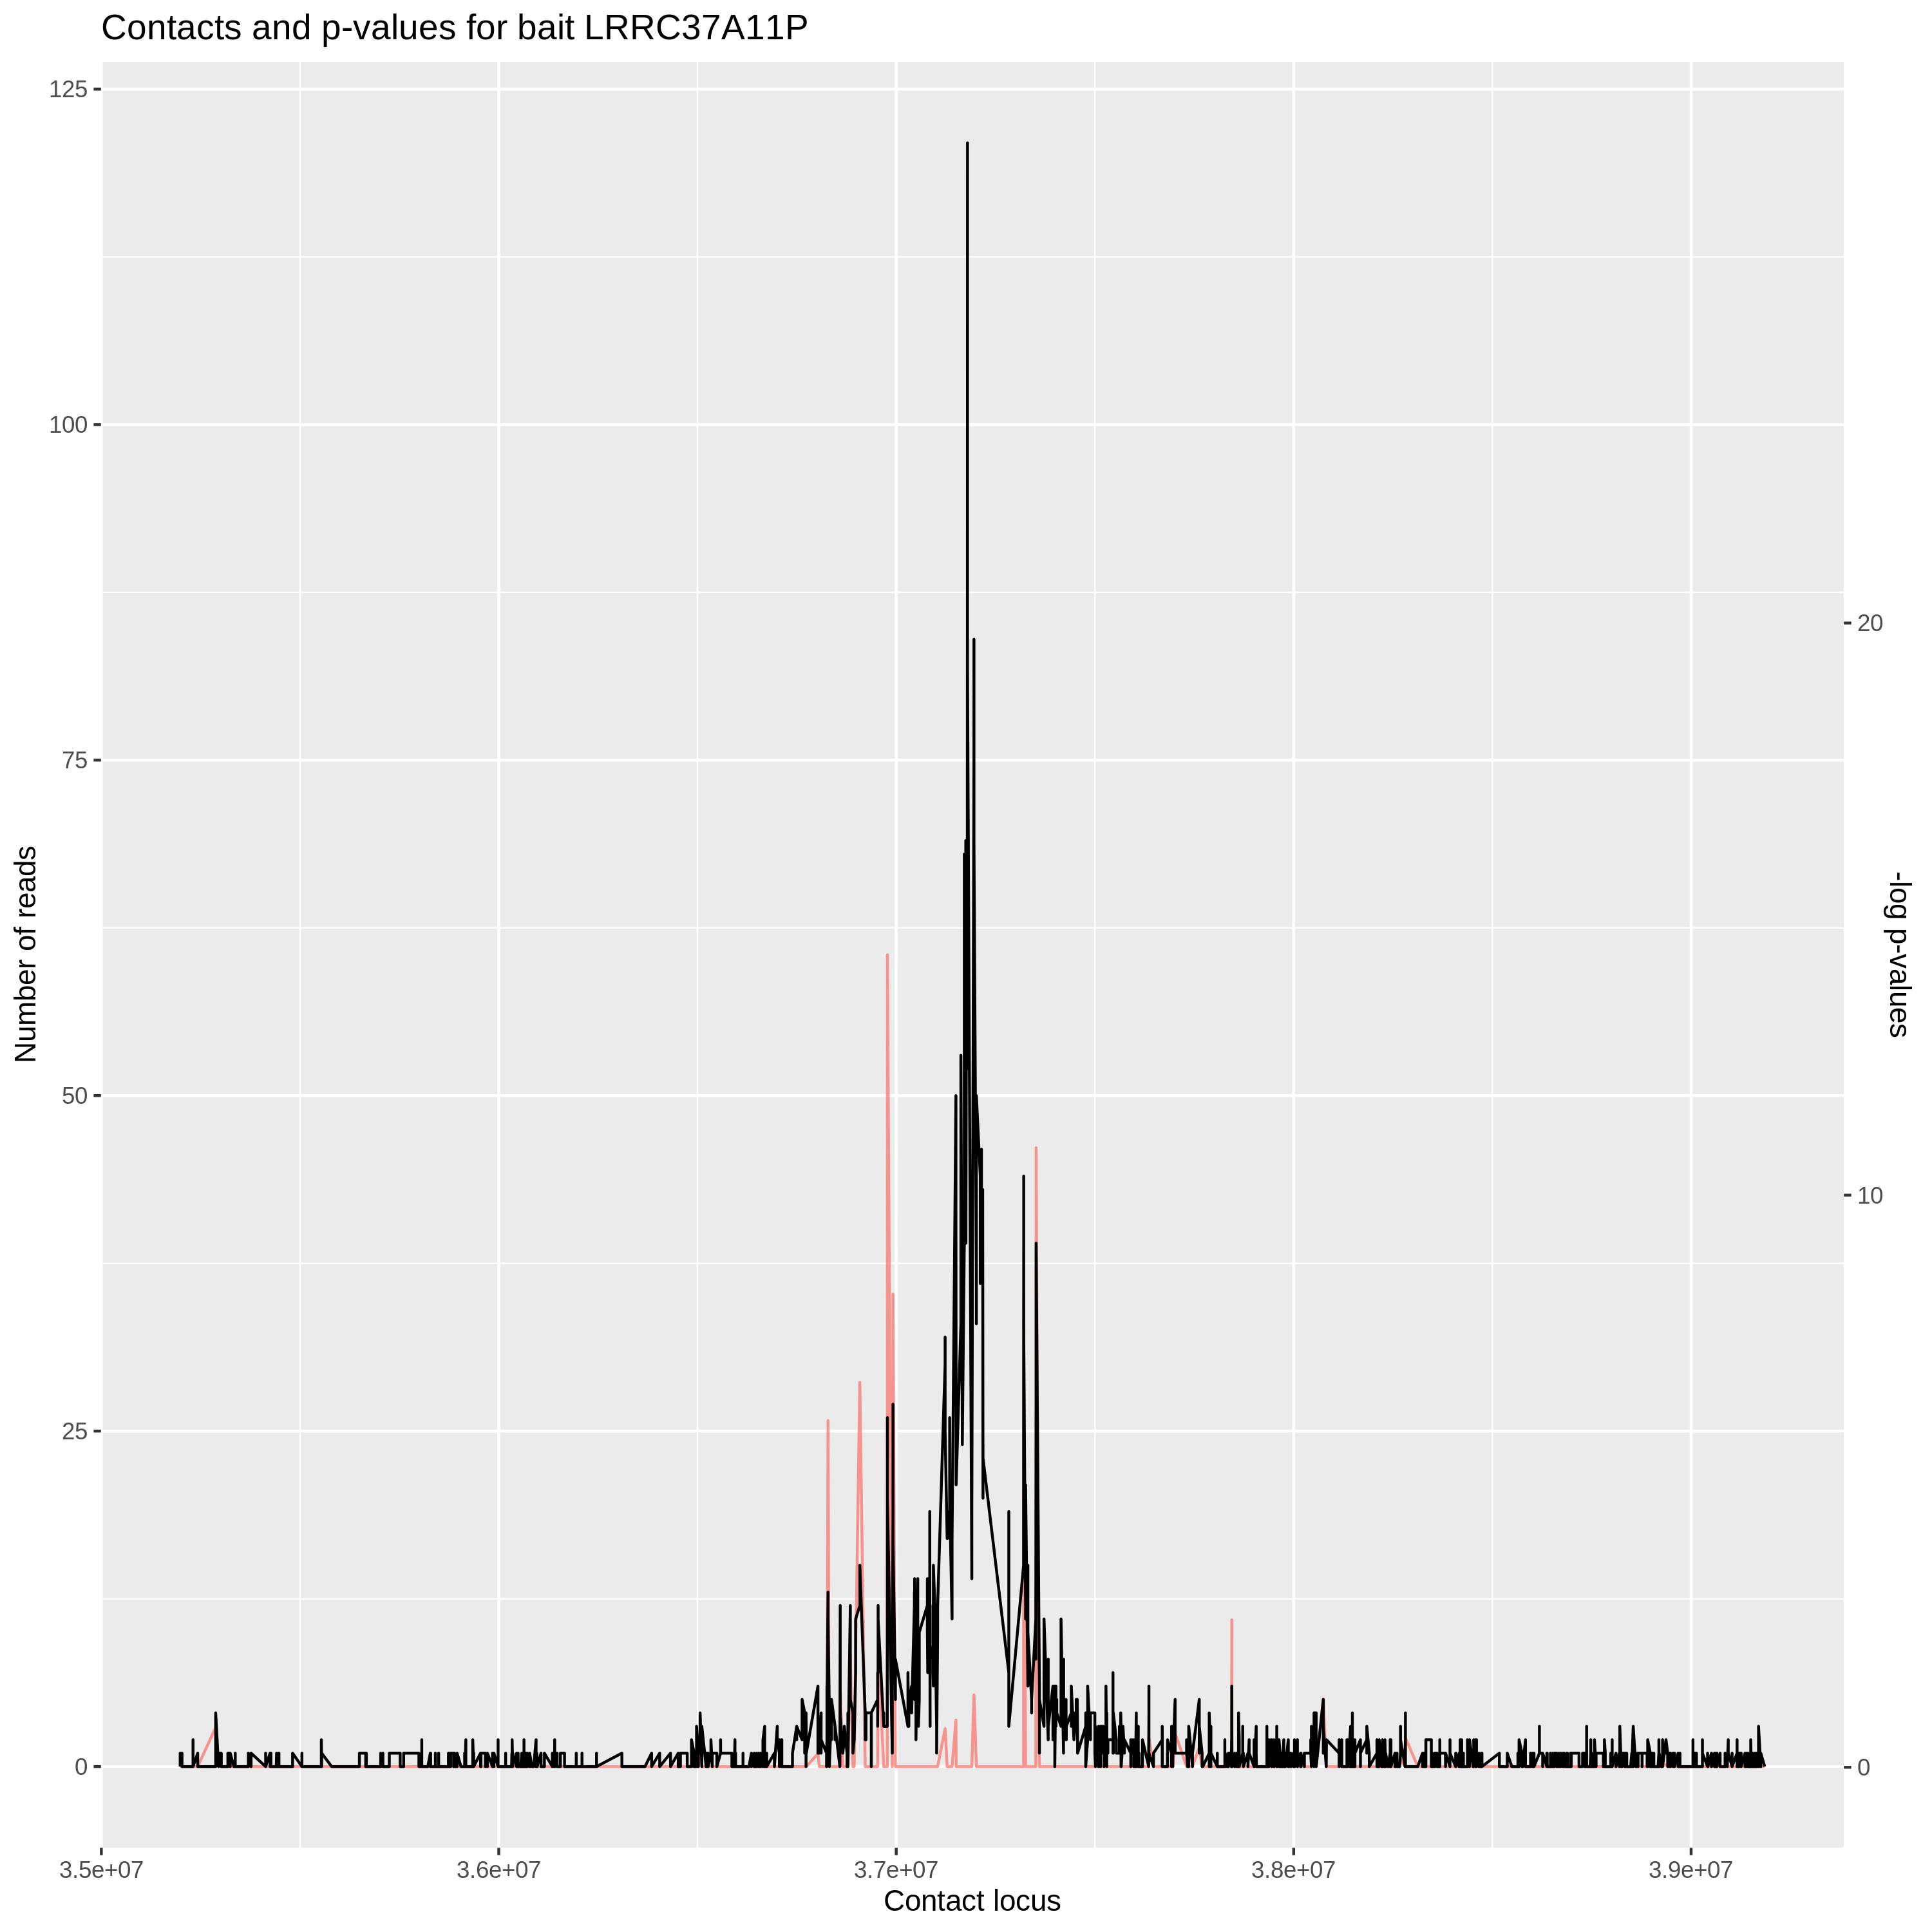 Contacts and p-values for bait LRRC37A11P
125
100
75
50
25
0
Number of reads
20
10
0
-log p-values
3.5e+07 3.6e+07 3.7e+07 3.8e+07 3.9e+07
Contact locus